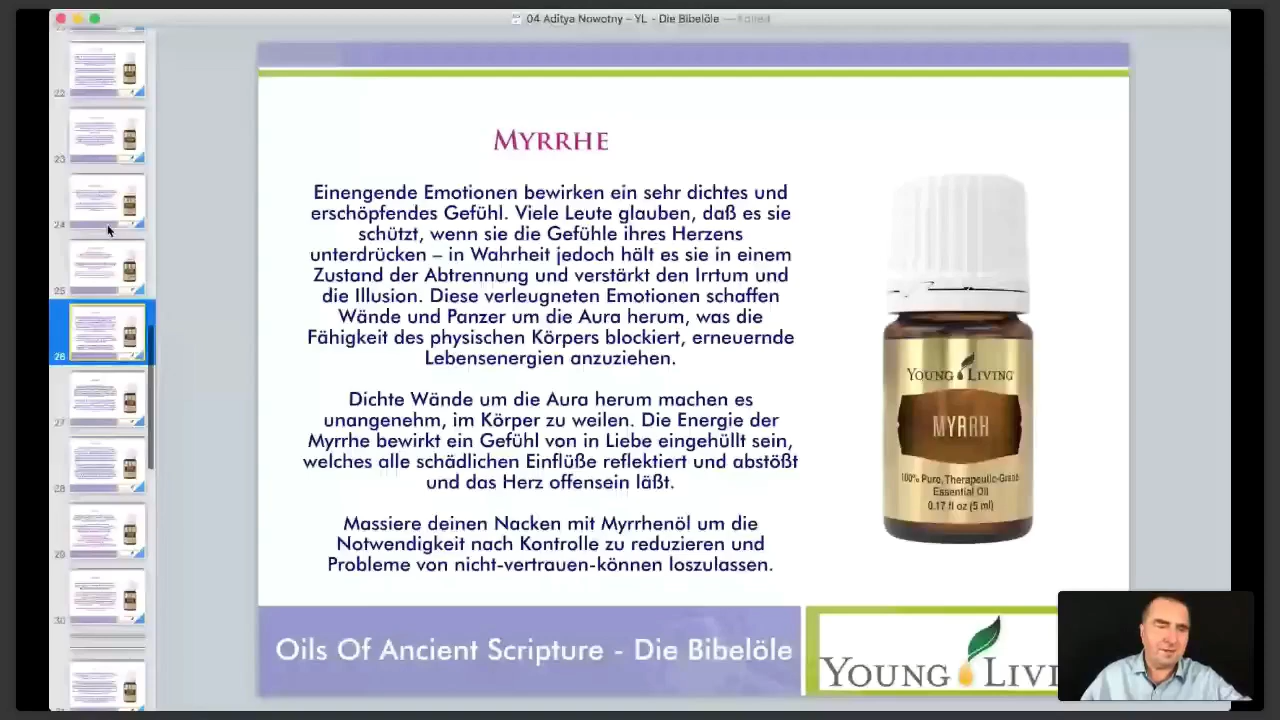 04 Aditya Nowotny – YL - Die Bibelöle — Edited
22
23
24
25
26
27
28
29
30
MYRRHE
Einengende Emotionen bewirken ein sehr dichtes und
erschöpfendes Gefühl. Viele Leute glauben, daß es sie
schützt, wenn sie die Gefühle ihres Herzens
unterdrücken – in Wahrheit jedoch hält es sie in einem
Zustand der Abtrennung und verstärkt den Irrtum und
die Illusion. Diese verleugneten Emotionen schaffen
Wände und Panzer um die Aura herum, was die
Fähigkeit des physischen Körpers blockiert, erneuernde
Lebensenergien anzuziehen.
Dichte Wände um die Aura herum machen es
unangenehm, im Körper zu weilen. Die Energie der
Myrrhe bewirkt ein Gefühl von in Liebe eingehüllt sein,
welches alle schädlichen Einflüße reflektiert und abstößt
und das Herz offensein läßt.
Massiere deinen Nacken mit Myrrhenöl um die
Notwendigkeit nach Kontrolle zu reduzieren und
Probleme von nicht-vertrauen-können loszulassen.
YOUNG LIVING
MYRRH
100% Pure, Therapeutic-Grade
Essential Oil
0.17 fl oz (5 ml)
Oils Of Ancient Scripture - Die Bibelöle
YOUNG LIVI